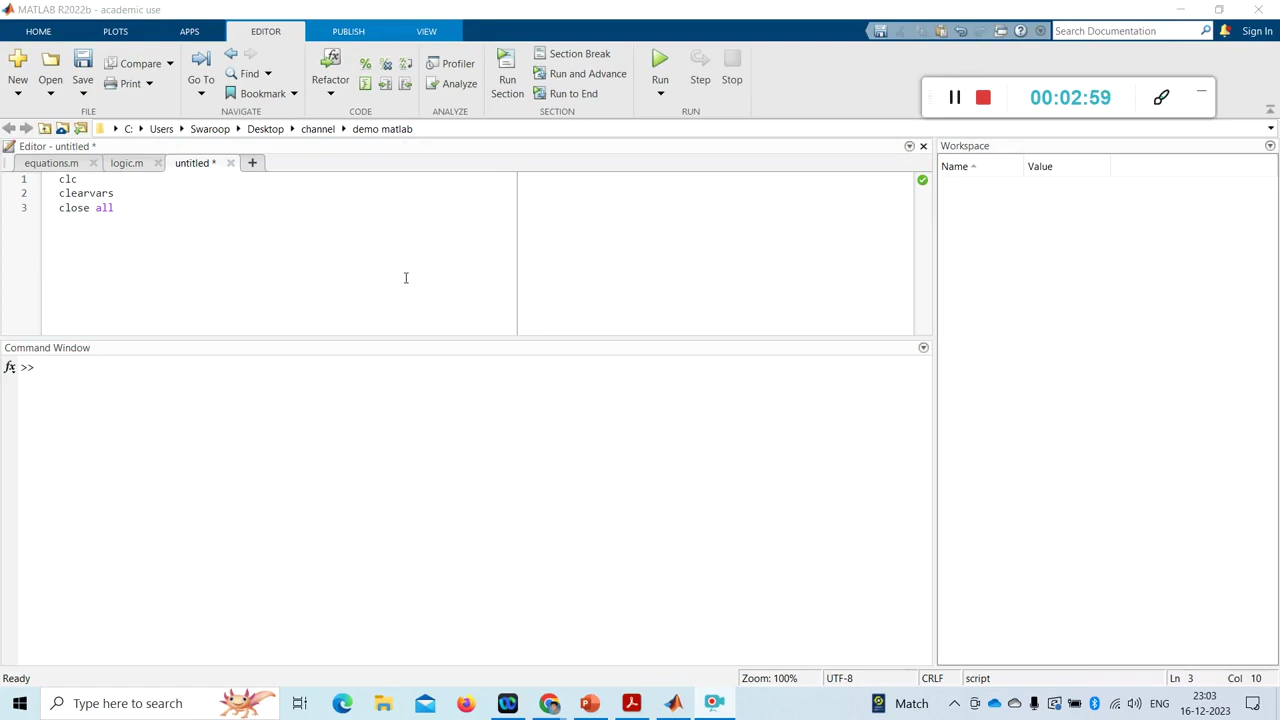 MATLAB R2022b - academic use
HOME PLOTS APPS EDITOR PUBLISH VIEW
Search Documentation Sign In
New Open Save Compare Print Go To Find Bookmark Refactor Profiler Analyze Run Section Section Break Run and Advance Run to End Run Step Stop
FILE NAVIGATE CODE ANALYZE SECTION RUN
00:02:59
C: Users Swaroop Desktop channel demo matlab
Editor - untitled *
equations.m logic.m untitled *
1 clc
2 clearvars
3 close all
Workspace
Name Value
Command Window
fx >>
Ready Zoom: 100% UTF-8 CRLF script Ln 3 Col 10
Type here to search Match ENG 23:03
16-12-2023